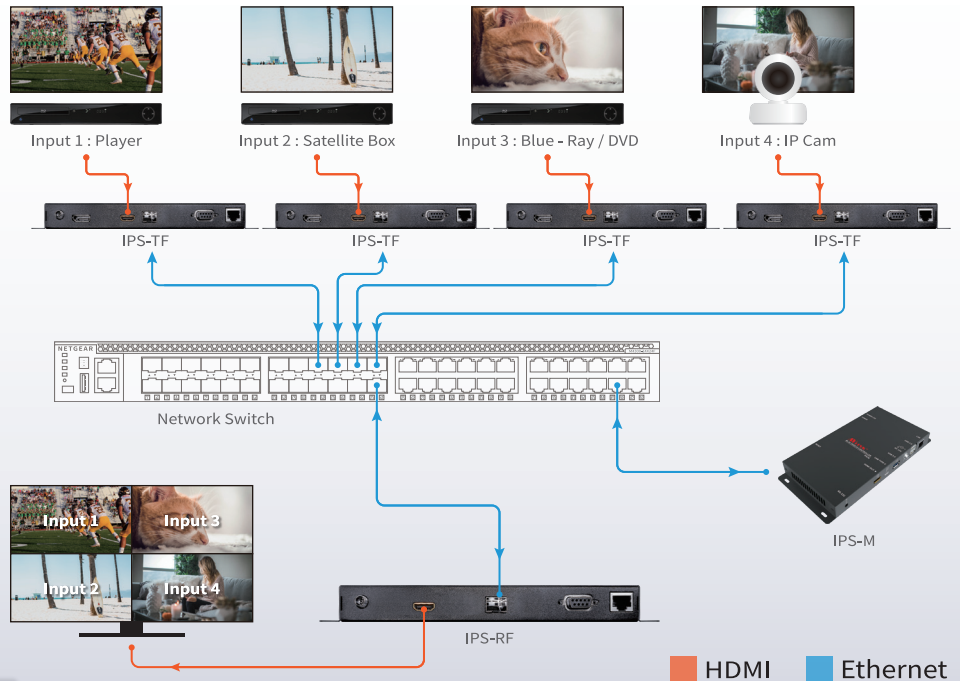 Input 1 : Player
Input 2 : Satellite Box
Input 3 : Blue - Ray / DVD
Input 4 : IP Cam
IPS-TF
IPS-TF
IPS-TF
IPS-TF
NETGEAR
Network Switch
IPS-M
Input 1
Input 3
Input 2
Input 4
IPS-RF
HDMI
Ethernet